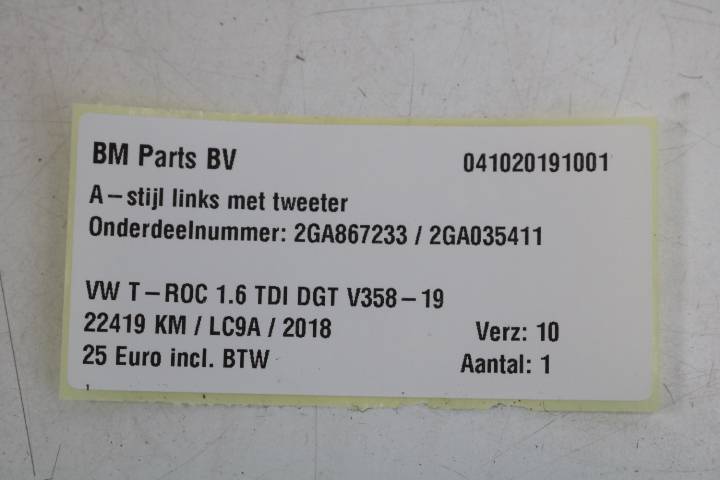 BM Parts BV 041020191001
A-stijl links met tweeter
Onderdeelnummer: 2GA867233 / 2GA035411
VW T-ROC 1.6 TDI DGT V358-19
22419 KM / LC9A / 2018 Verz: 10
25 Euro incl. BTW Aantal: 1